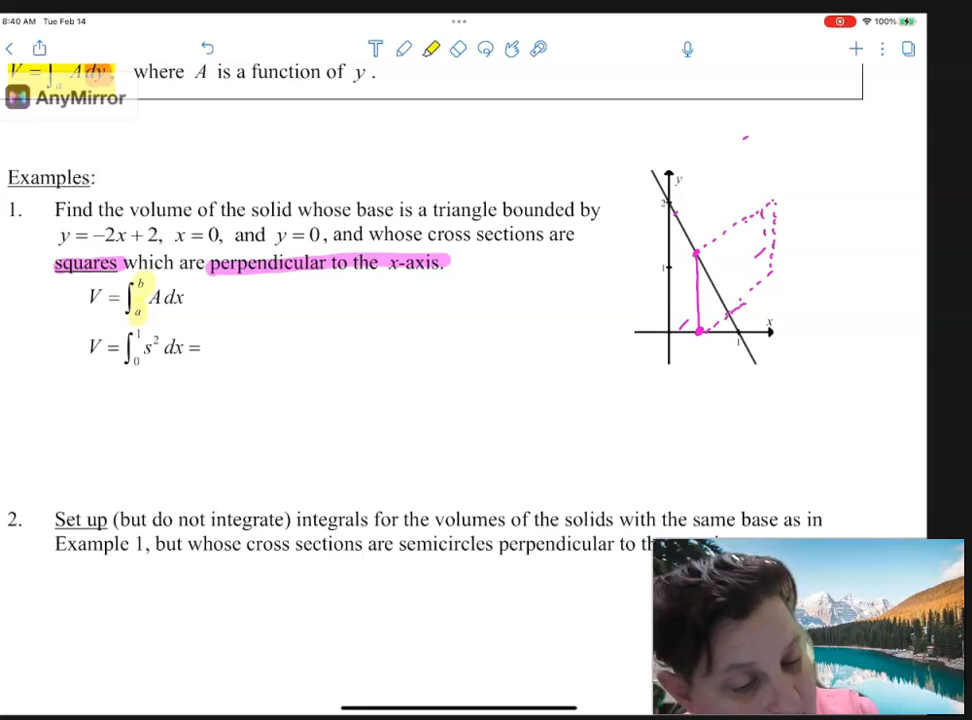 8:40 AM Tue Feb 14
100%
V = ∫ₐ A dy, where A is a function of y.
AnyMirror
Examples:
1. Find the volume of the solid whose base is a triangle bounded by
y = −2x + 2, x = 0, and y = 0, and whose cross sections are
squares which are perpendicular to the x-axis.
V = ∫ₐᵇ A dx
V = ∫₀¹ s² dx =
y
2
1
x
1
2. Set up (but do not integrate) integrals for the volumes of the solids with the same base as in
Example 1, but whose cross sections are semicircles perpendicular to